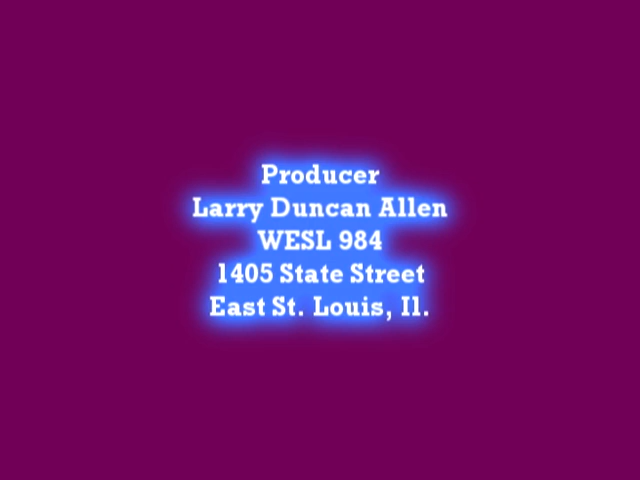 Producer
Larry Duncan Allen
WESL 984
1405 State Street
East St. Louis, Il.